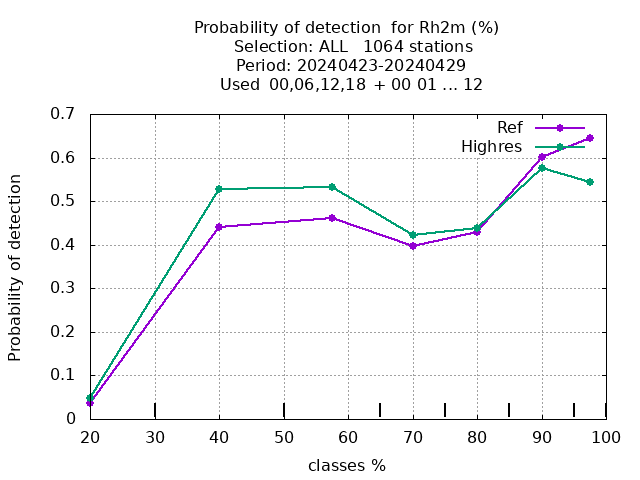 Probability of detection  for Rh2m (%)
Selection: ALL   1064 stations
Period: 20240423-20240429
Used  00,06,12,18  + 00 01 ... 12
Ref
Highres
Probability of detection
0.7
0.6
0.5
0.4
0.3
0.2
0.1
0
20 30 40 50 60 70 80 90 100
classes %